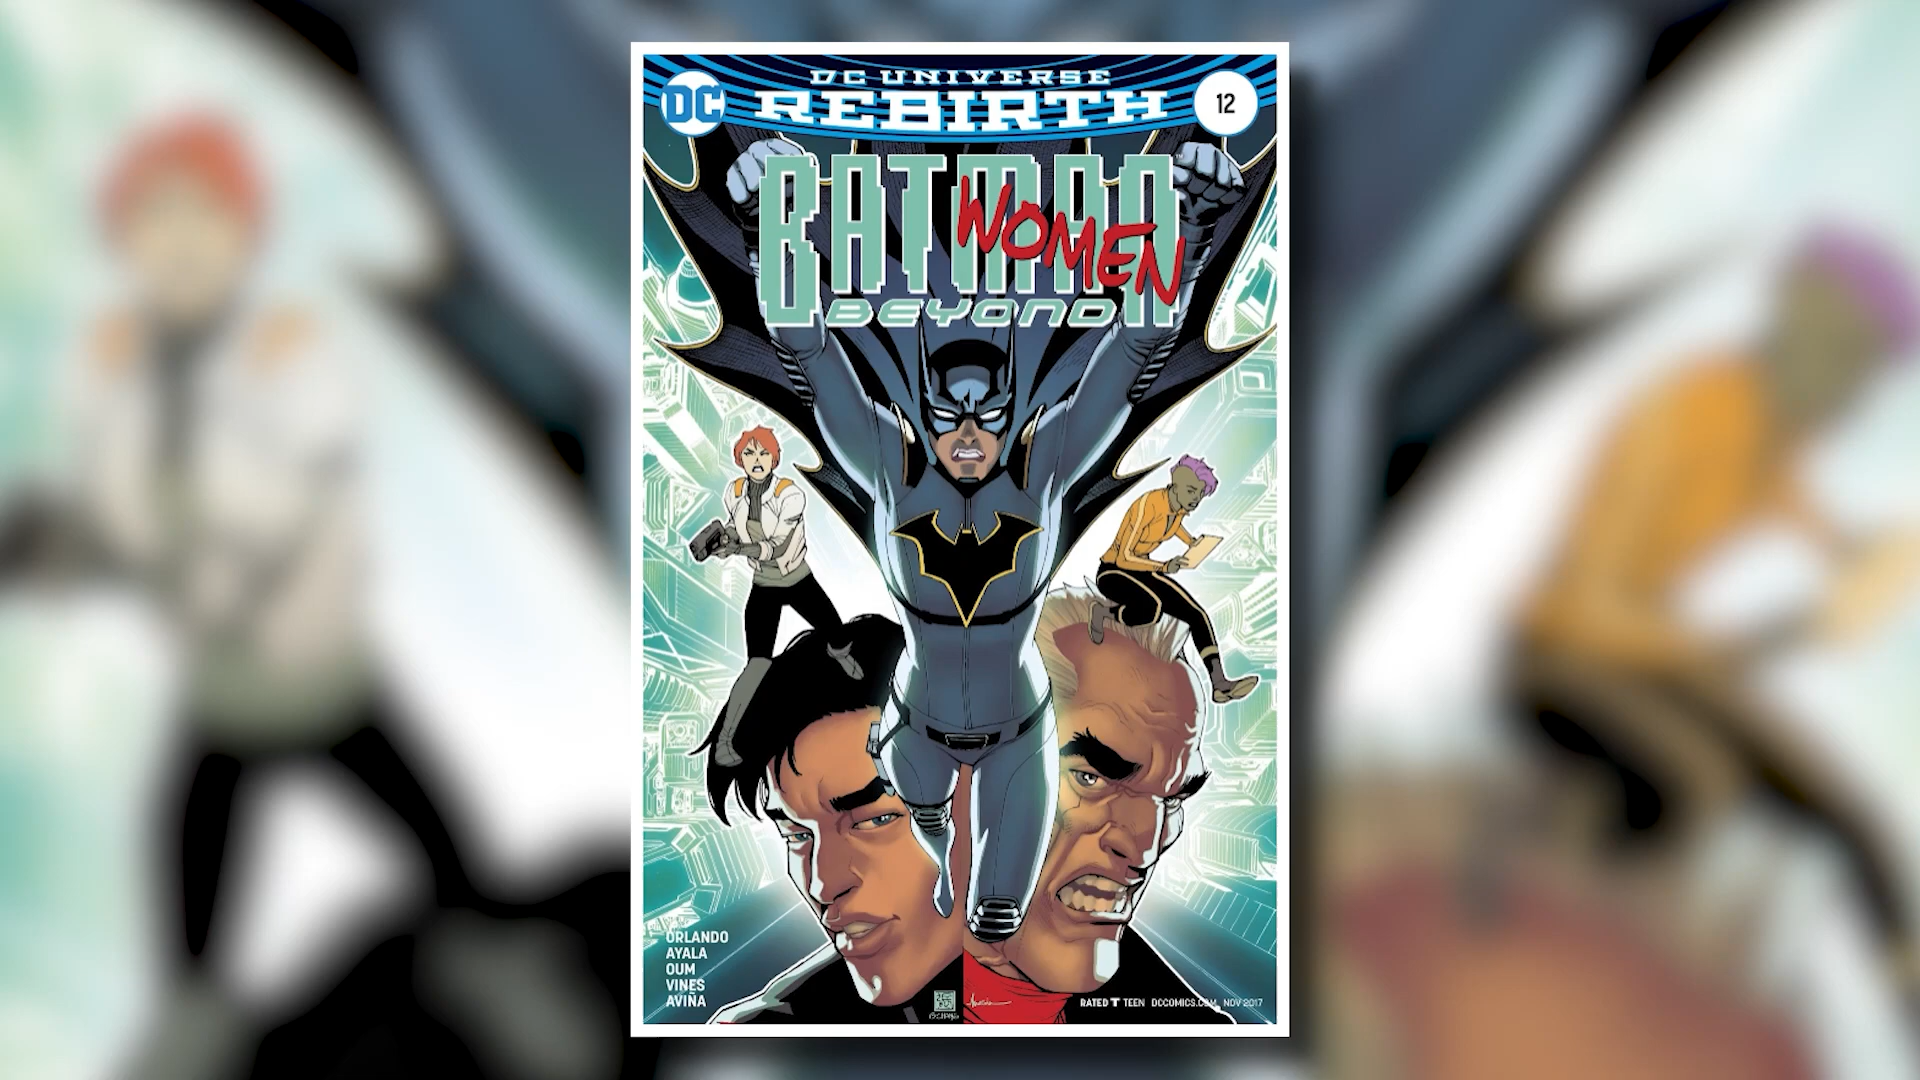 DC UNIVERSE
DC
REBIRTH
12
BATMAN
WOMEN
BEYOND
ORLANDO
AYALA
OUM
VINES
AVIÑA
RATED T TEEN DCCOMICS.COM NOV 2017